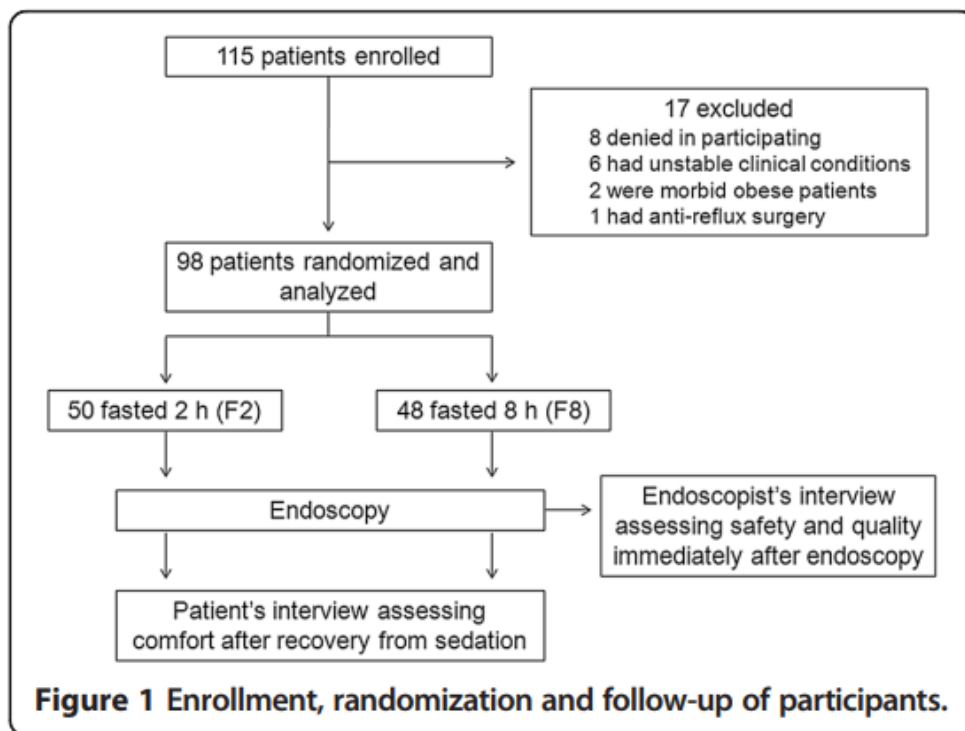 115 patients enrolled
17 excluded
8 denied in participating
6 had unstable clinical conditions
2 were morbid obese patients
1 had anti-reflux surgery
98 patients randomized and
analyzed
50 fasted 2 h (F2)
48 fasted 8 h (F8)
Endoscopy
Endoscopist's interview
assessing safety and quality
immediately after endoscopy
Patient's interview assessing
comfort after recovery from sedation
Figure 1 Enrollment, randomization and follow-up of participants.